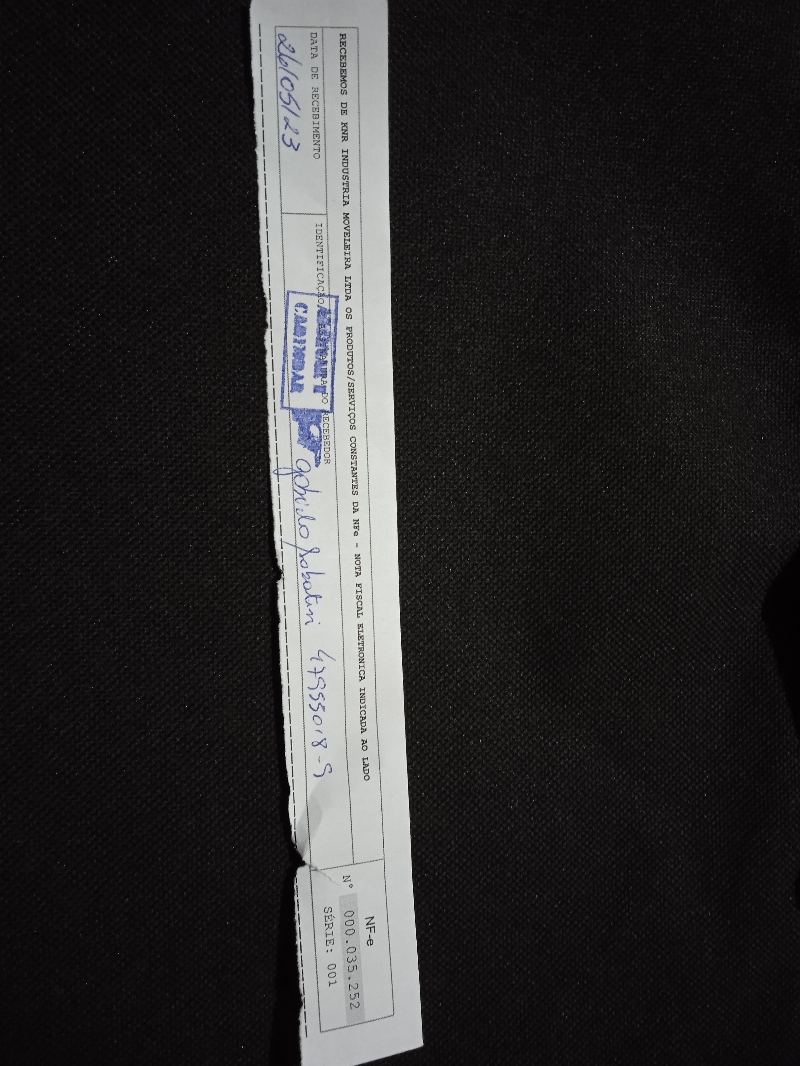 RECEBEMOS DE KNR INDUSTRIA MOVELEIRA LTDA OS PRODUTOS/SERVIÇOS CONSTANTES DA NFe - NOTA FISCAL ELETRONICA INDICADA AO LADO
DATA DE RECEBIMENTO
26/05/23
IDENTIFICAÇÃO DO RECEBEDOR
CARIMBAR
NF-e
Nº 000.035.252
SÉRIE: 001